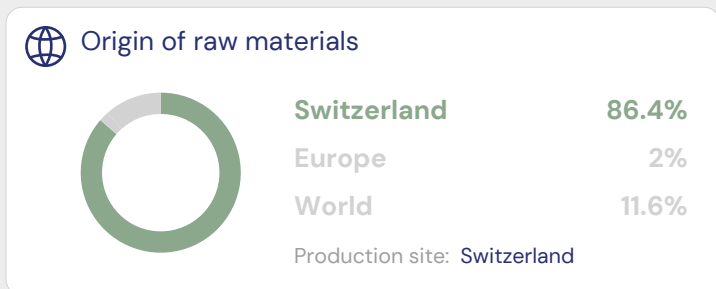 Origin of raw materials
Switzerland 86.4%
Europe 2%
World 11.6%
Production site: Switzerland